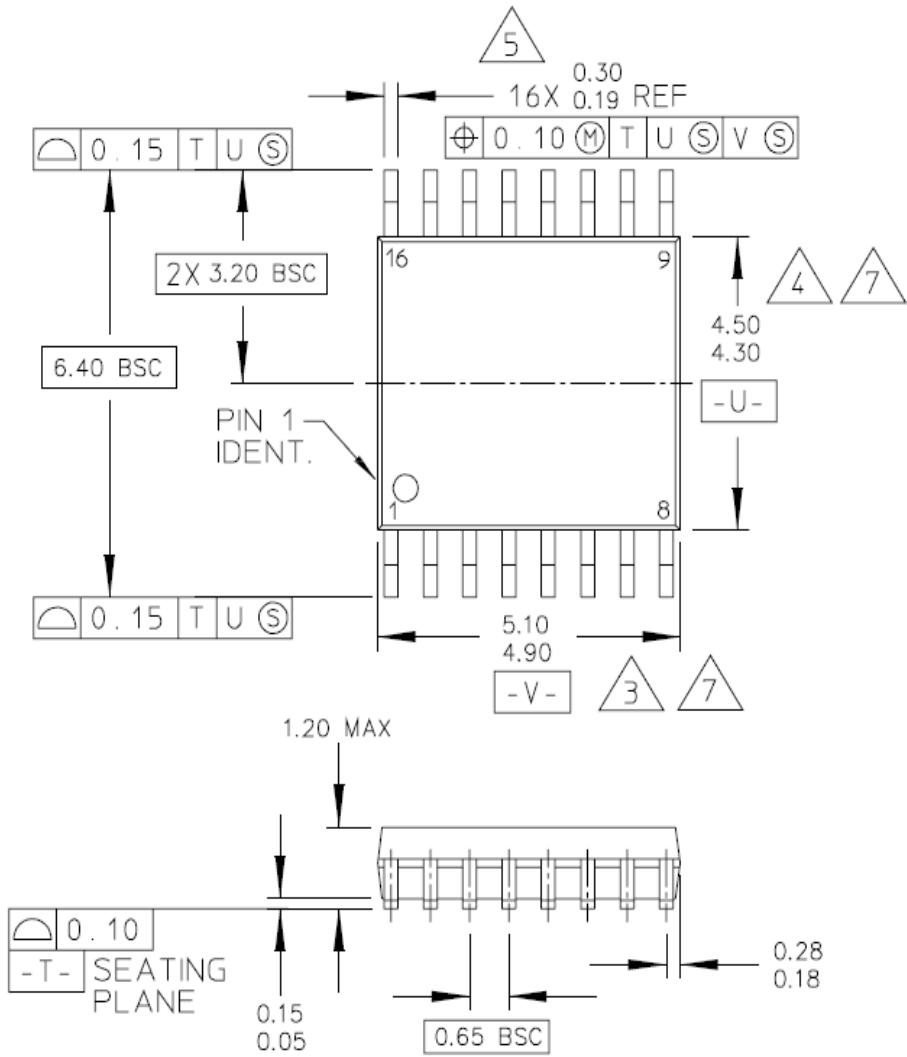 5
16X 0.30 0.19 REF
⌖ 0.10 Ⓜ T U Ⓢ V Ⓢ
⌓ 0.15 T U Ⓢ
16
9
2X 3.20 BSC
4
7
4.50
4.30
6.40 BSC
-U-
PIN 1
IDENT.
1
8
⌓ 0.15 T U Ⓢ
5.10
4.90
-V-
3
7
1.20 MAX
⌓ 0.10
-T- SEATING
PLANE
0.15
0.05
0.65 BSC
0.28
0.18